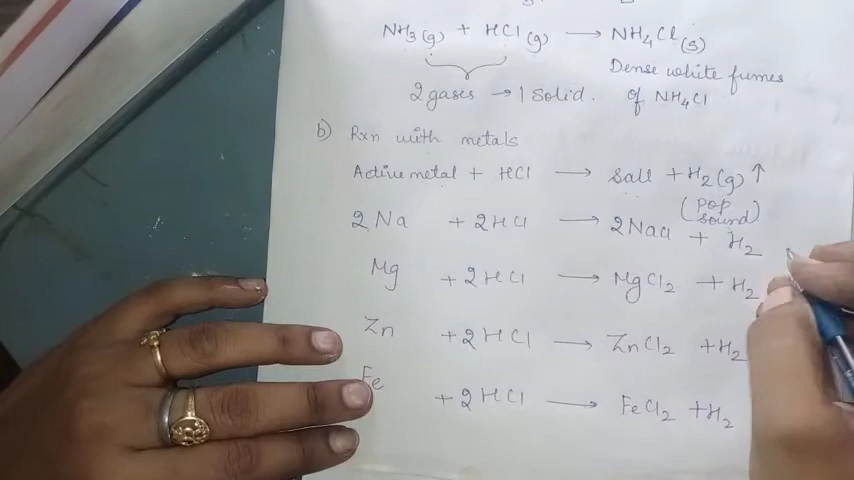 NH₃(g) + HCl(g) ⟶ NH₄Cl(s)
Dense white fumes
2 gases → 1 Solid. of NH₄Cl
b) Rxn with metals
Active metal + HCl ⟶ salt + H₂(g) ↑
(Pop sound)
2Na + 2HCl ⟶ 2NaCl + H₂
Mg + 2HCl ⟶ MgCl₂ + H₂
Zn + 2HCl ⟶ ZnCl₂ + H₂
Fe + 2HCl ⟶ FeCl₂ + H₂